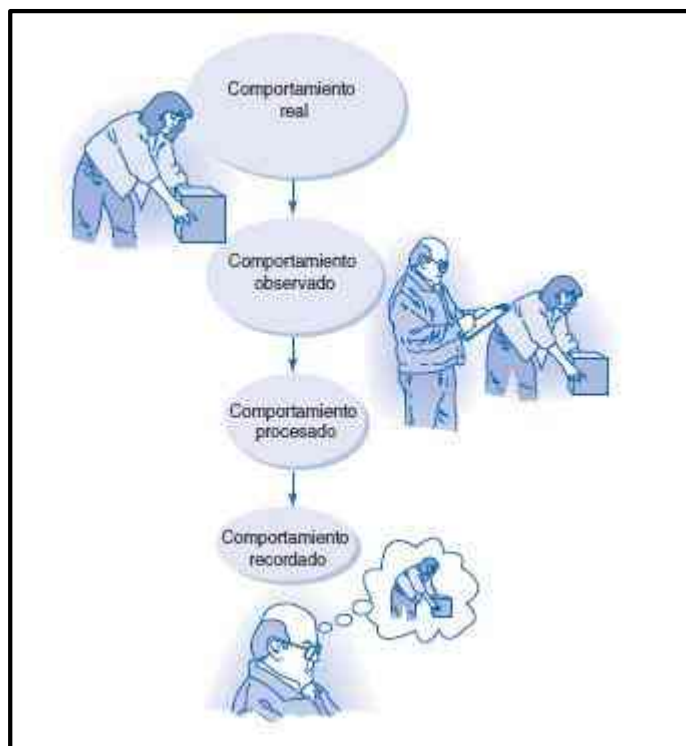 Comportamiento
real
Comportamiento
observado
Comportamiento
procesado
Comportamiento
recordado